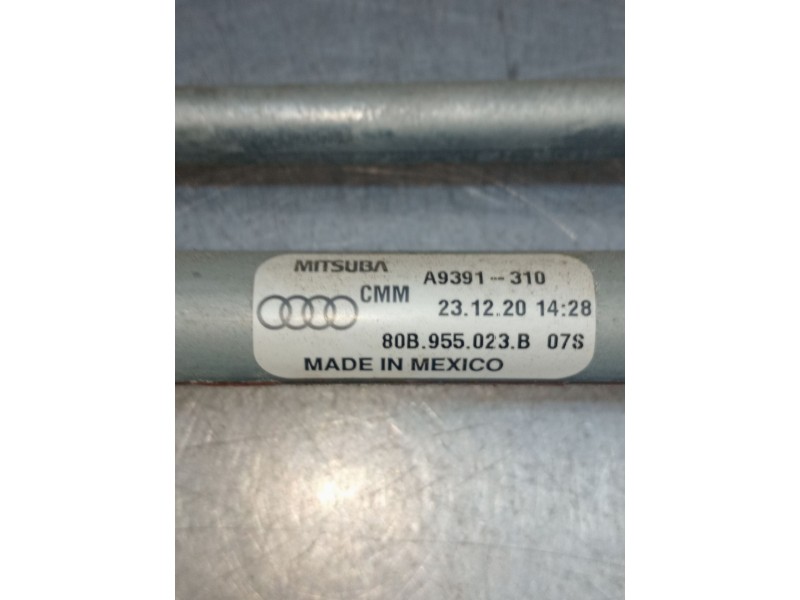 MITSUBA A9391-310
CMM 23.12.20 14:28
80B.955.023.B 07S
MADE IN MEXICO